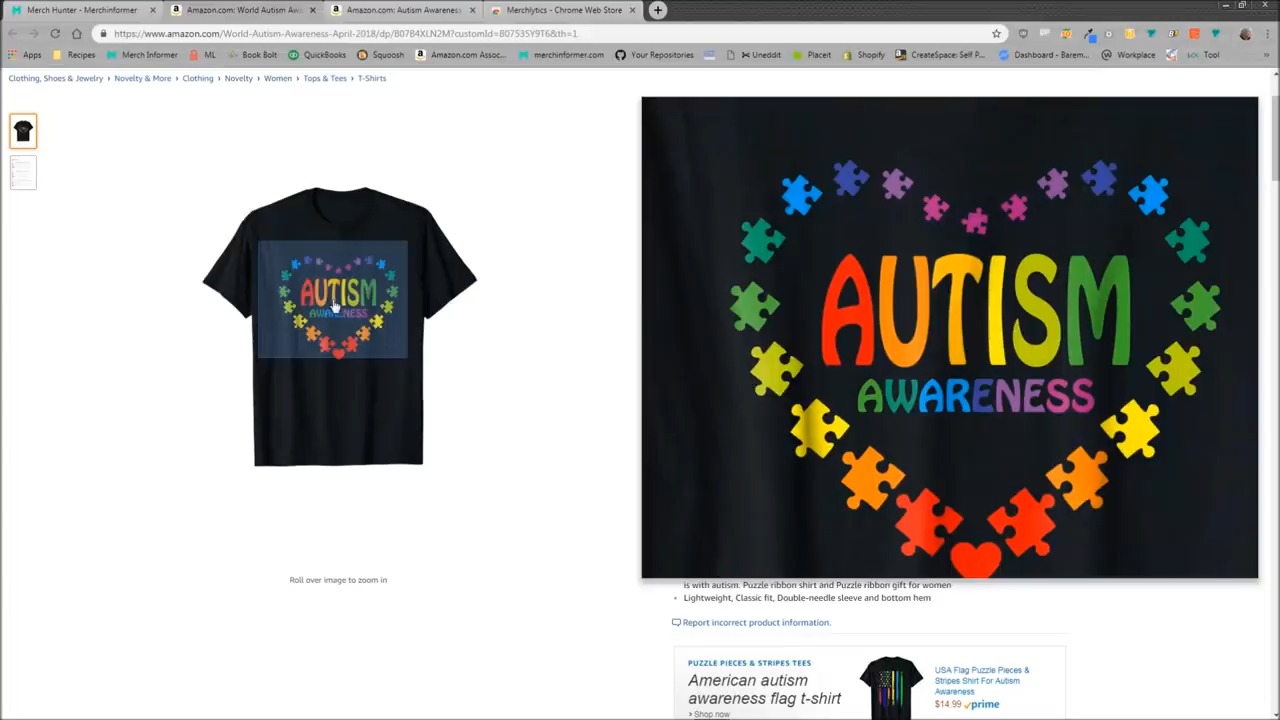 Merch Hunter - Merchinformer
Amazon.com: World Autism Aw
Amazon.com: Autism Awareness
Merchlytics - Chrome Web Store
https://www.amazon.com/World-Autism-Awareness-April-2018/dp/B07B4XLN2M?customId=B07535Y9T6&th=1
Apps
Recipes
Merch Informer
ML
Book Bolt
QuickBooks
Squoosh
Amazon.com Assoc...
merchinformer.com
Your Repositories
Uneddit
Placeit
Shopify
CreateSpace: Self P...
Dashboard - Barem...
Workplace
Tool
Clothing, Shoes & Jewelry › Novelty & More › Clothing › Novelty › Women › Tops & Tees › T-Shirts
AUTISM
AWARENESS
AUTISM
AWARENESS
Roll over image to zoom in
is with autism. Puzzle ribbon shirt and Puzzle ribbon gift for women
Lightweight, Classic fit, Double-needle sleeve and bottom hem
Report incorrect product information.
PUZZLE PIECES & STRIPES TEES
American autism
awareness flag t-shirt
› Shop now
USA Flag Puzzle Pieces &
Stripes Shirt For Autism
Awareness
$14.99 prime